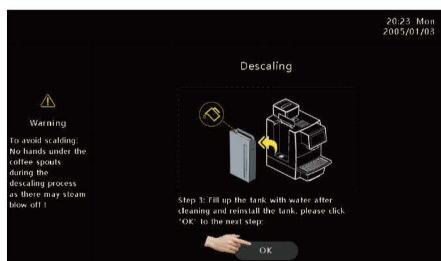 20:23 Mon
2005/01/03
Descaling
Warning
To avoid scalding:
No hands under the
coffee spouts
during the
descaling process
as there may steam
blow off !
Step 3: Fill up the tank with water after
cleaning and reinstall the tank, please click
"OK" to the next step;
OK